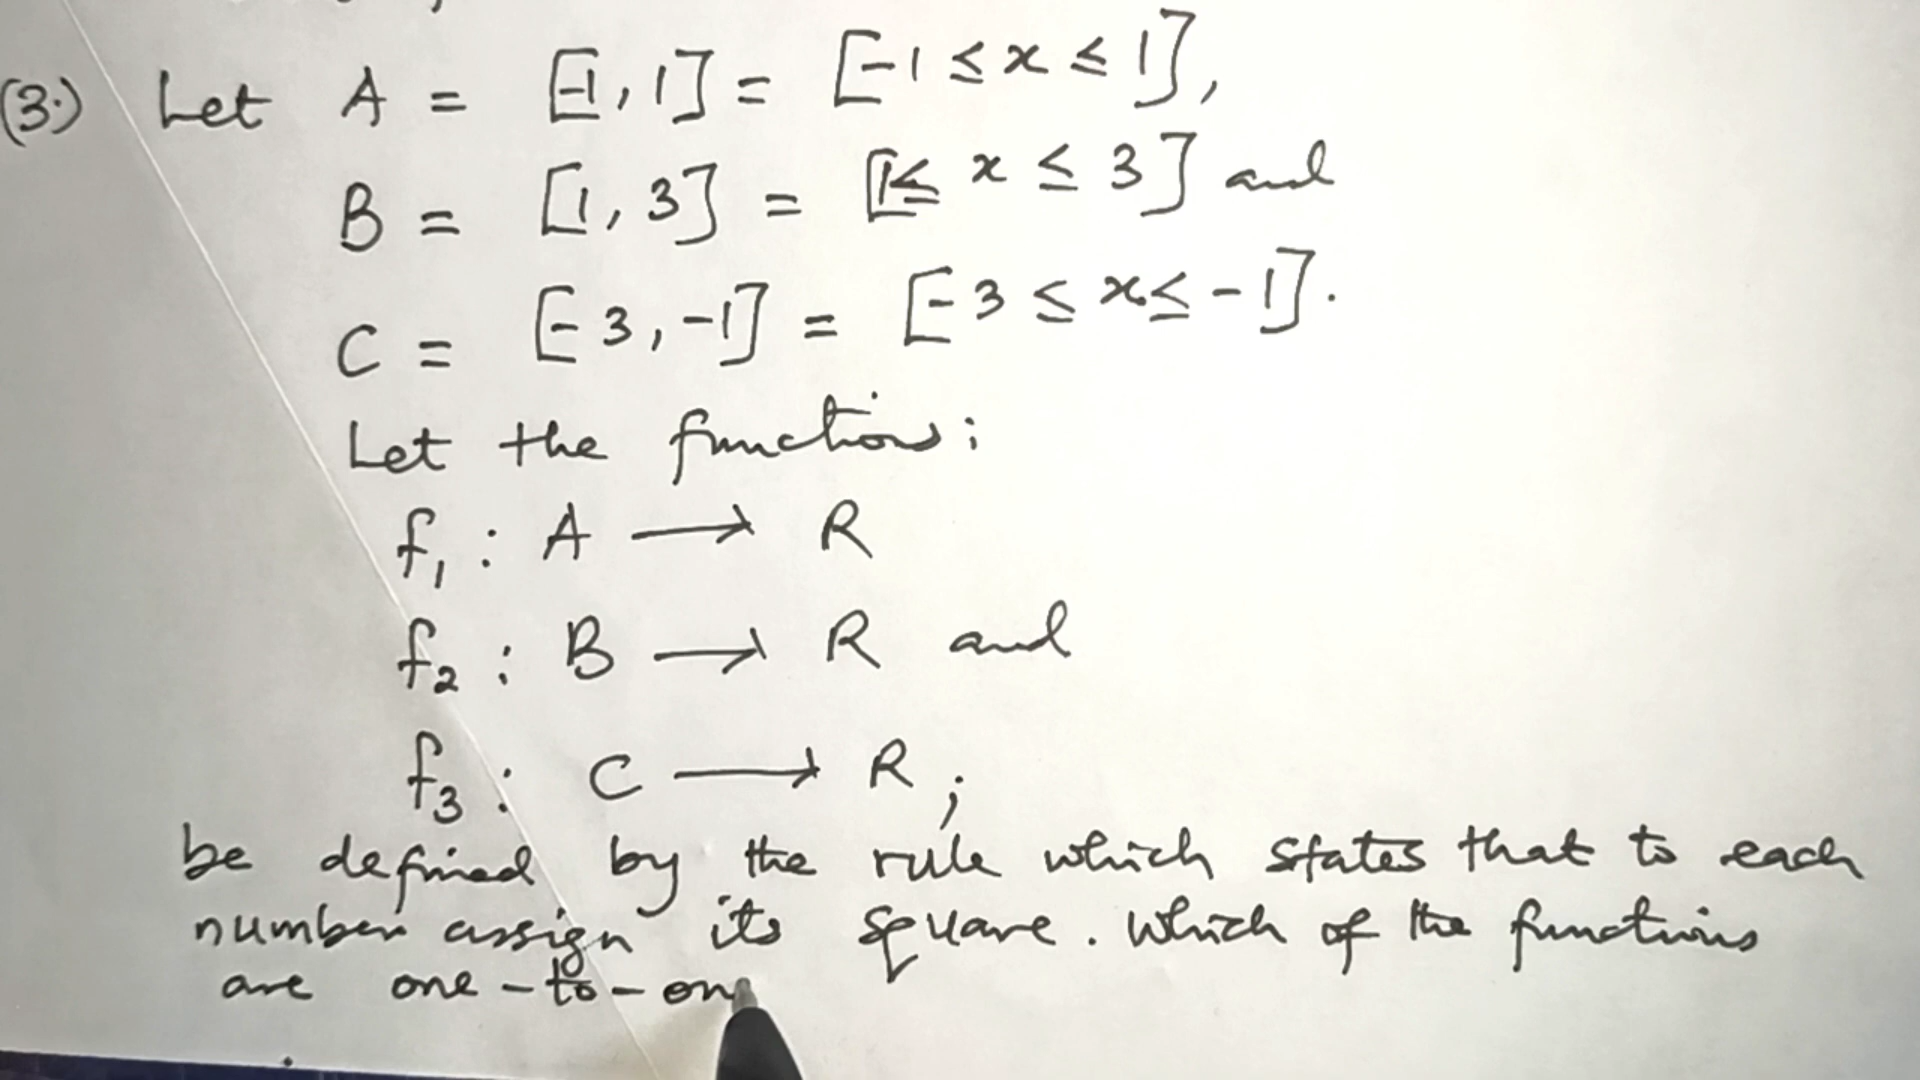 (3.) Let A = [-1, 1] = [-1 ≤ x ≤ 1],
B = [1, 3] = [1 ≤ x ≤ 3] and
C = [-3, -1] = [-3 ≤ x ≤ -1].
Let the functions:
f₁ : A ⟶ R
f₂ : B ⟶ R and
f₃ : C ⟶ R;
be defined by the rule which states that to each
number assign its square. Which of the functions
are one-to-one